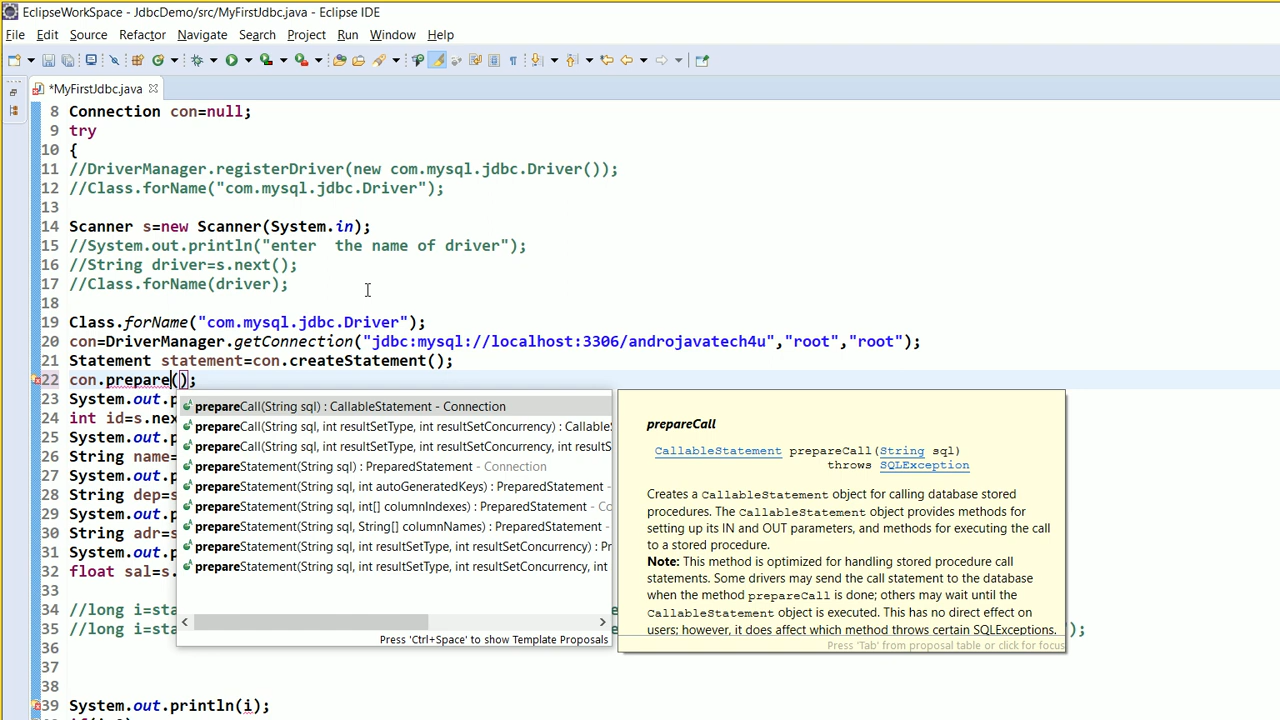 EclipseWorkSpace - JdbcDemo/src/MyFirstJdbc.java - Eclipse IDE
File Edit Source Refactor Navigate Search Project Run Window Help
*MyFirstJdbc.java
8 Connection con=null;
9 try
10 {
11 //DriverManager.registerDriver(new com.mysql.jdbc.Driver());
12 //Class.forName("com.mysql.jdbc.Driver");
13
14 Scanner s=new Scanner(System.in);
15 //System.out.println("enter  the name of driver");
16 //String driver=s.next();
17 //Class.forName(driver);
18
19 Class.forName("com.mysql.jdbc.Driver");
20 con=DriverManager.getConnection("jdbc:mysql://localhost:3306/androjavatech4u","root","root");
21 Statement statement=con.createStatement();
22 con.prepare();
23 System.out.p
24 int id=s.nex
25 System.out.p
26 String name=
27 System.out.p
28 String dep=s
29 System.out.p
30 String adr=s
31 System.out.p
32 float sal=s.
33
34 //long i=sta
35 //long i=sta ");
36
37
38
39 System.out.println(i);
prepareCall(String sql) : CallableStatement - Connection
prepareCall(String sql, int resultSetType, int resultSetConcurrency) : Callable
prepareCall(String sql, int resultSetType, int resultSetConcurrency, int resultS
prepareStatement(String sql) : PreparedStatement - Connection
prepareStatement(String sql, int autoGeneratedKeys) : PreparedStatement -
prepareStatement(String sql, int[] columnIndexes) : PreparedStatement - Co
prepareStatement(String sql, String[] columnNames) : PreparedStatement -
prepareStatement(String sql, int resultSetType, int resultSetConcurrency) : Pr
prepareStatement(String sql, int resultSetType, int resultSetConcurrency, int
Press 'Ctrl+Space' to show Template Proposals
prepareCall
CallableStatement prepareCall(String sql)
throws SQLException
Creates a CallableStatement object for calling database stored
procedures. The CallableStatement object provides methods for
setting up its IN and OUT parameters, and methods for executing the call
to a stored procedure.
Note: This method is optimized for handling stored procedure call
statements. Some drivers may send the call statement to the database
when the method prepareCall is done; others may wait until the
CallableStatement object is executed. This has no direct effect on
users; however, it does affect which method throws certain SQLExceptions.
Press 'Tab' from proposal table or click for focus